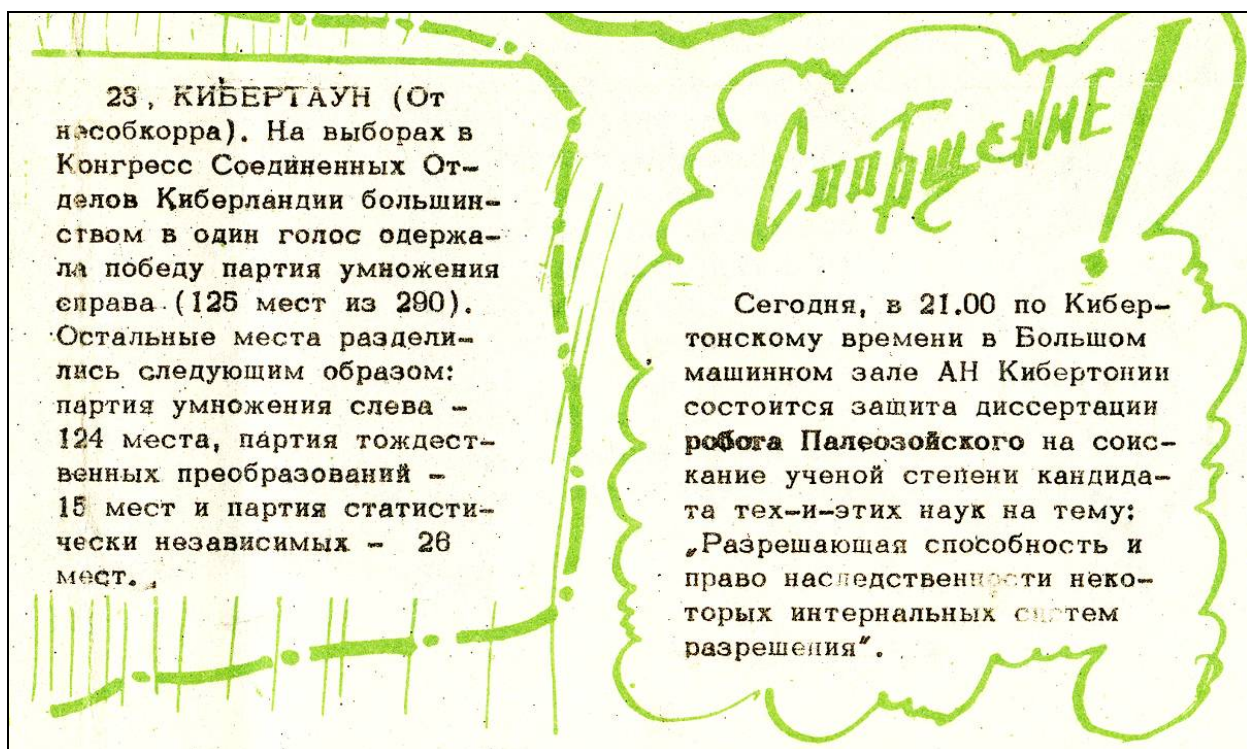 23, КИБЕРТАУН (От
несобкорра). На выборах в
Конгресс Соединенных От-
делов Киберландии большин-
ством в один голос одержа-
ла победу партия умножения
справа (125 мест из 290).
Остальные места раздели-
лись следующим образом:
партия умножения слева -
124 места, партия тождест-
венных преобразований -
15 мест и партия статисти-
чески независимых - 26
мест.
Сообщение!
Сегодня, в 21.00 по Кибер-
тонскому времени в Большом
машинном зале АН Кибертонии
состоится защита диссертации
робота Палеозойского на соис-
кание ученой степени кандида-
та тех-и-этих наук на тему:
„Разрешающая способность и
право наследственности неко-
торых интернальных систем
разрешения".